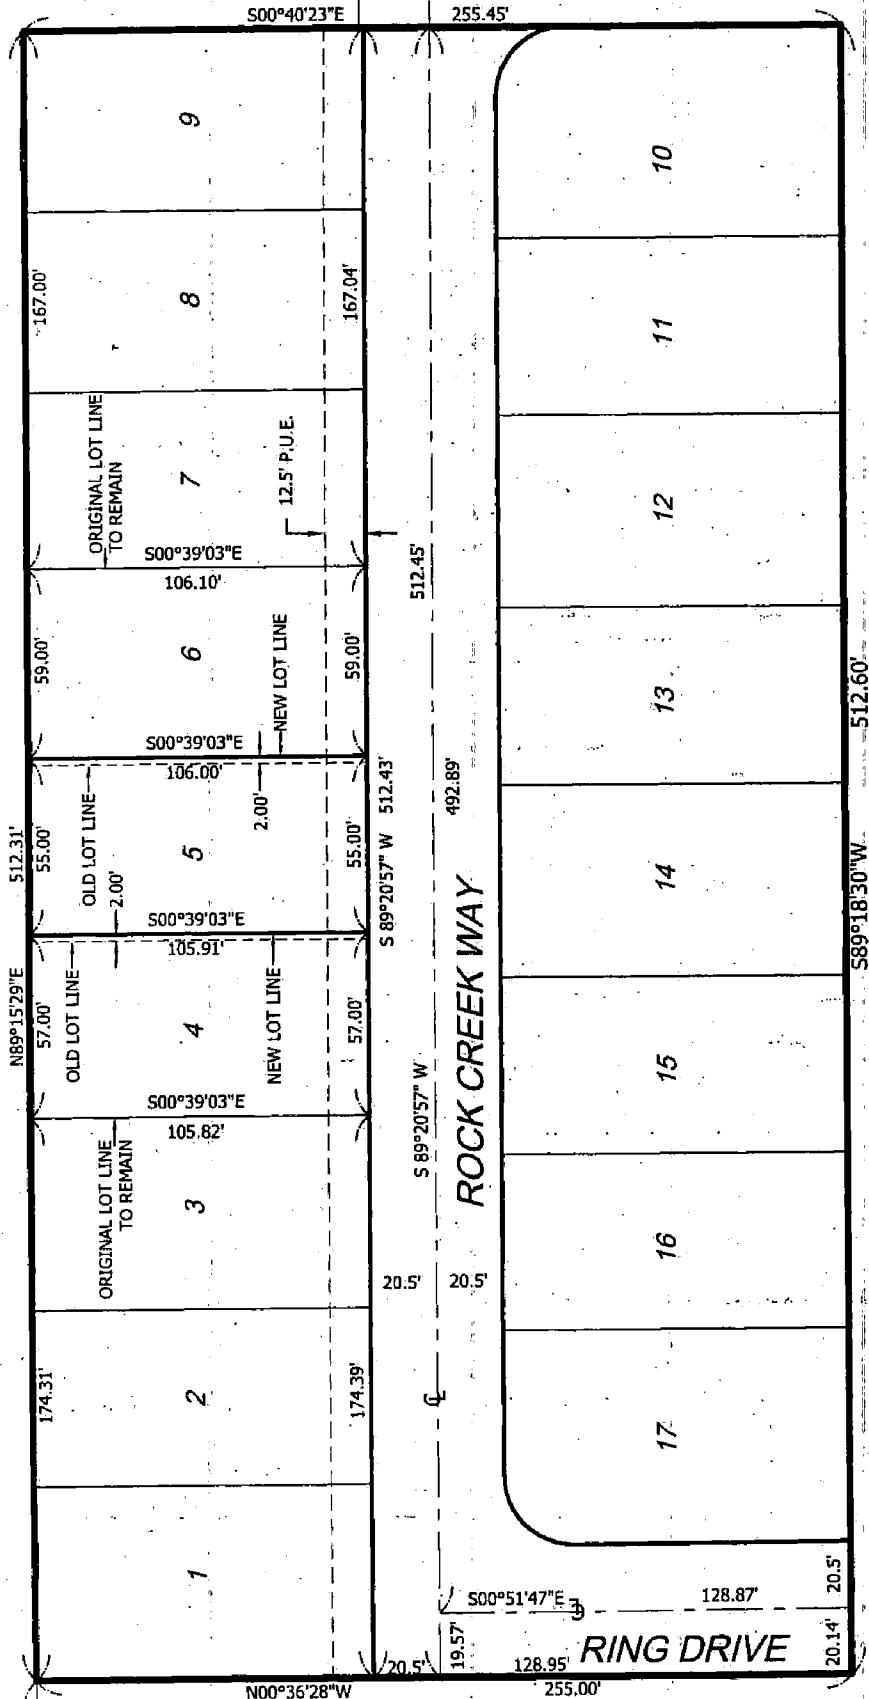 S00°40'23"E
255.45'
9
10
167.00'
8
167.04'
11
ORIGINAL LOT LINE
TO REMAIN
7
12.5' P.U.E.
12
S00°39'03"E
106.10'
512.45'
59.00'
6
NEW LOT LINE
59.00'
13
512.60'
S00°39'03"E
106.00'
2.00'
512.31'
55.00'
OLD LOT LINE
2.00'
5
55.00'
S 89°20'57" W 512.43'
492.89'
14
S89°18'30"W
S00°39'03"E
105.91'
N89°15'29"E
57.00'
OLD LOT LINE
4
NEW LOT LINE
57.00'
S 89°20'57" W
ROCK CREEK WAY
15
S00°39'03"E
105.82'
ORIGINAL LOT LINE
TO REMAIN
3
16
20.5'
20.5'
174.31'
2
174.39'
CL
17
1
S00°51'47"E
CL
128.87'
20.5'
20.5'
19.57'
128.95'
RING DRIVE
20.14'
N00°36'28"W
255.00'